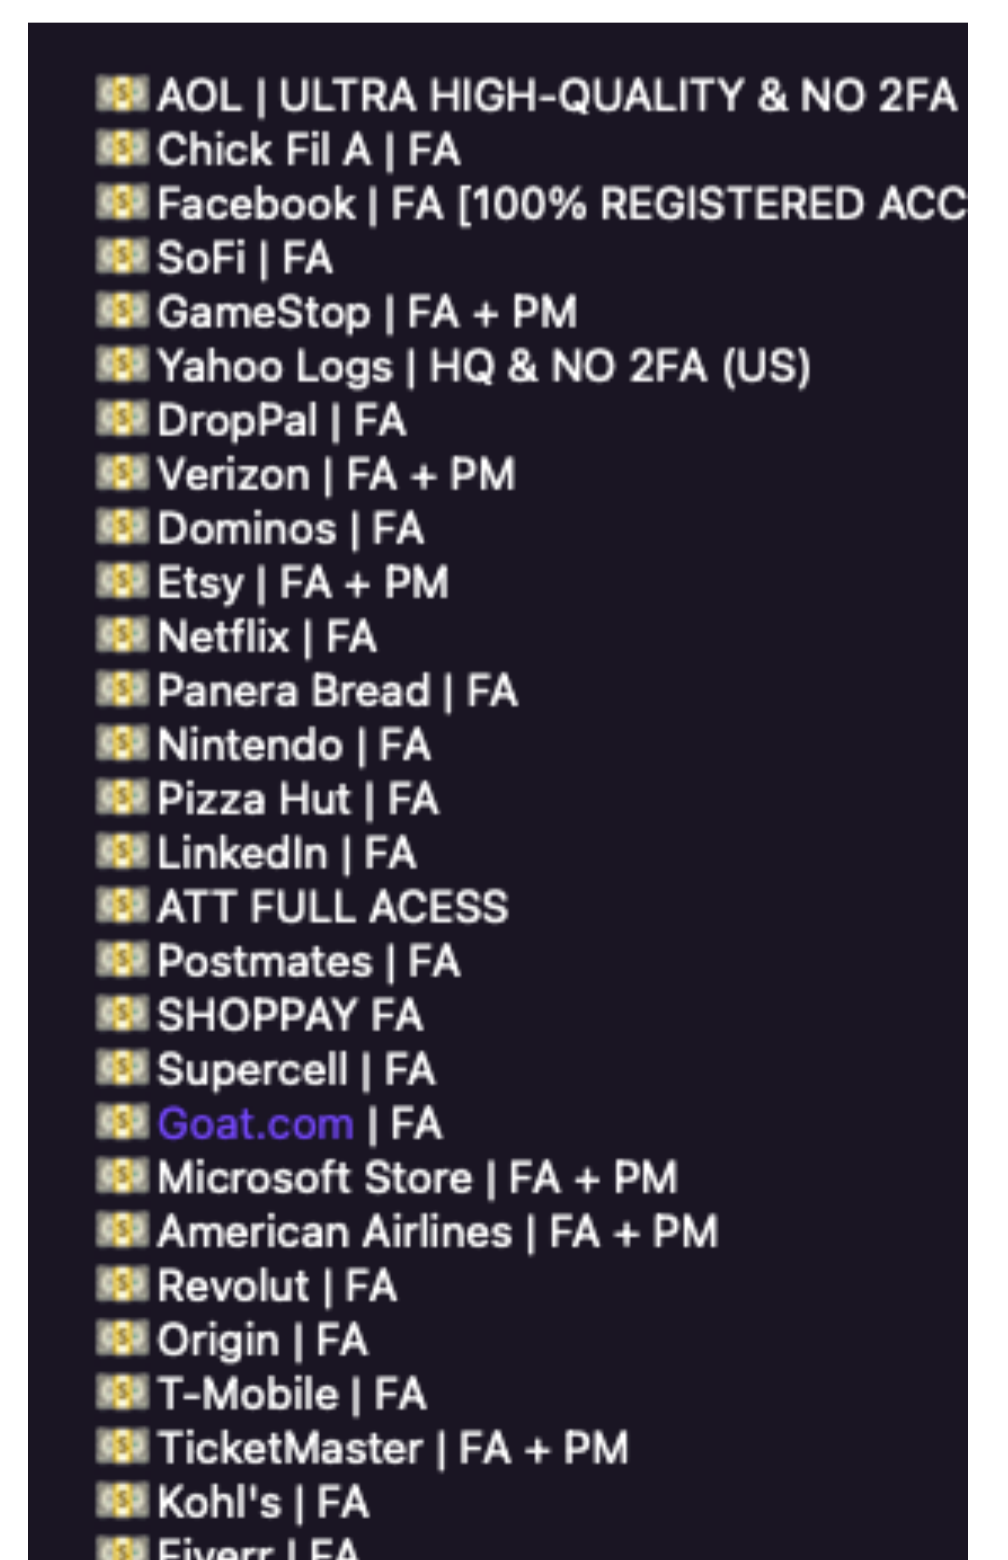 AOL | ULTRA HIGH-QUALITY & NO 2FA
Chick Fil A | FA
Facebook | FA [100% REGISTERED ACC
SoFi | FA
GameStop | FA + PM
Yahoo Logs | HQ & NO 2FA (US)
DropPal | FA
Verizon | FA + PM
Dominos | FA
Etsy | FA + PM
Netflix | FA
Panera Bread | FA
Nintendo | FA
Pizza Hut | FA
LinkedIn | FA
ATT FULL ACESS
Postmates | FA
SHOPPAY FA
Supercell | FA
Goat.com | FA
Microsoft Store | FA + PM
American Airlines | FA + PM
Revolut | FA
Origin | FA
T-Mobile | FA
TicketMaster | FA + PM
Kohl's | FA
Fiverr | FA